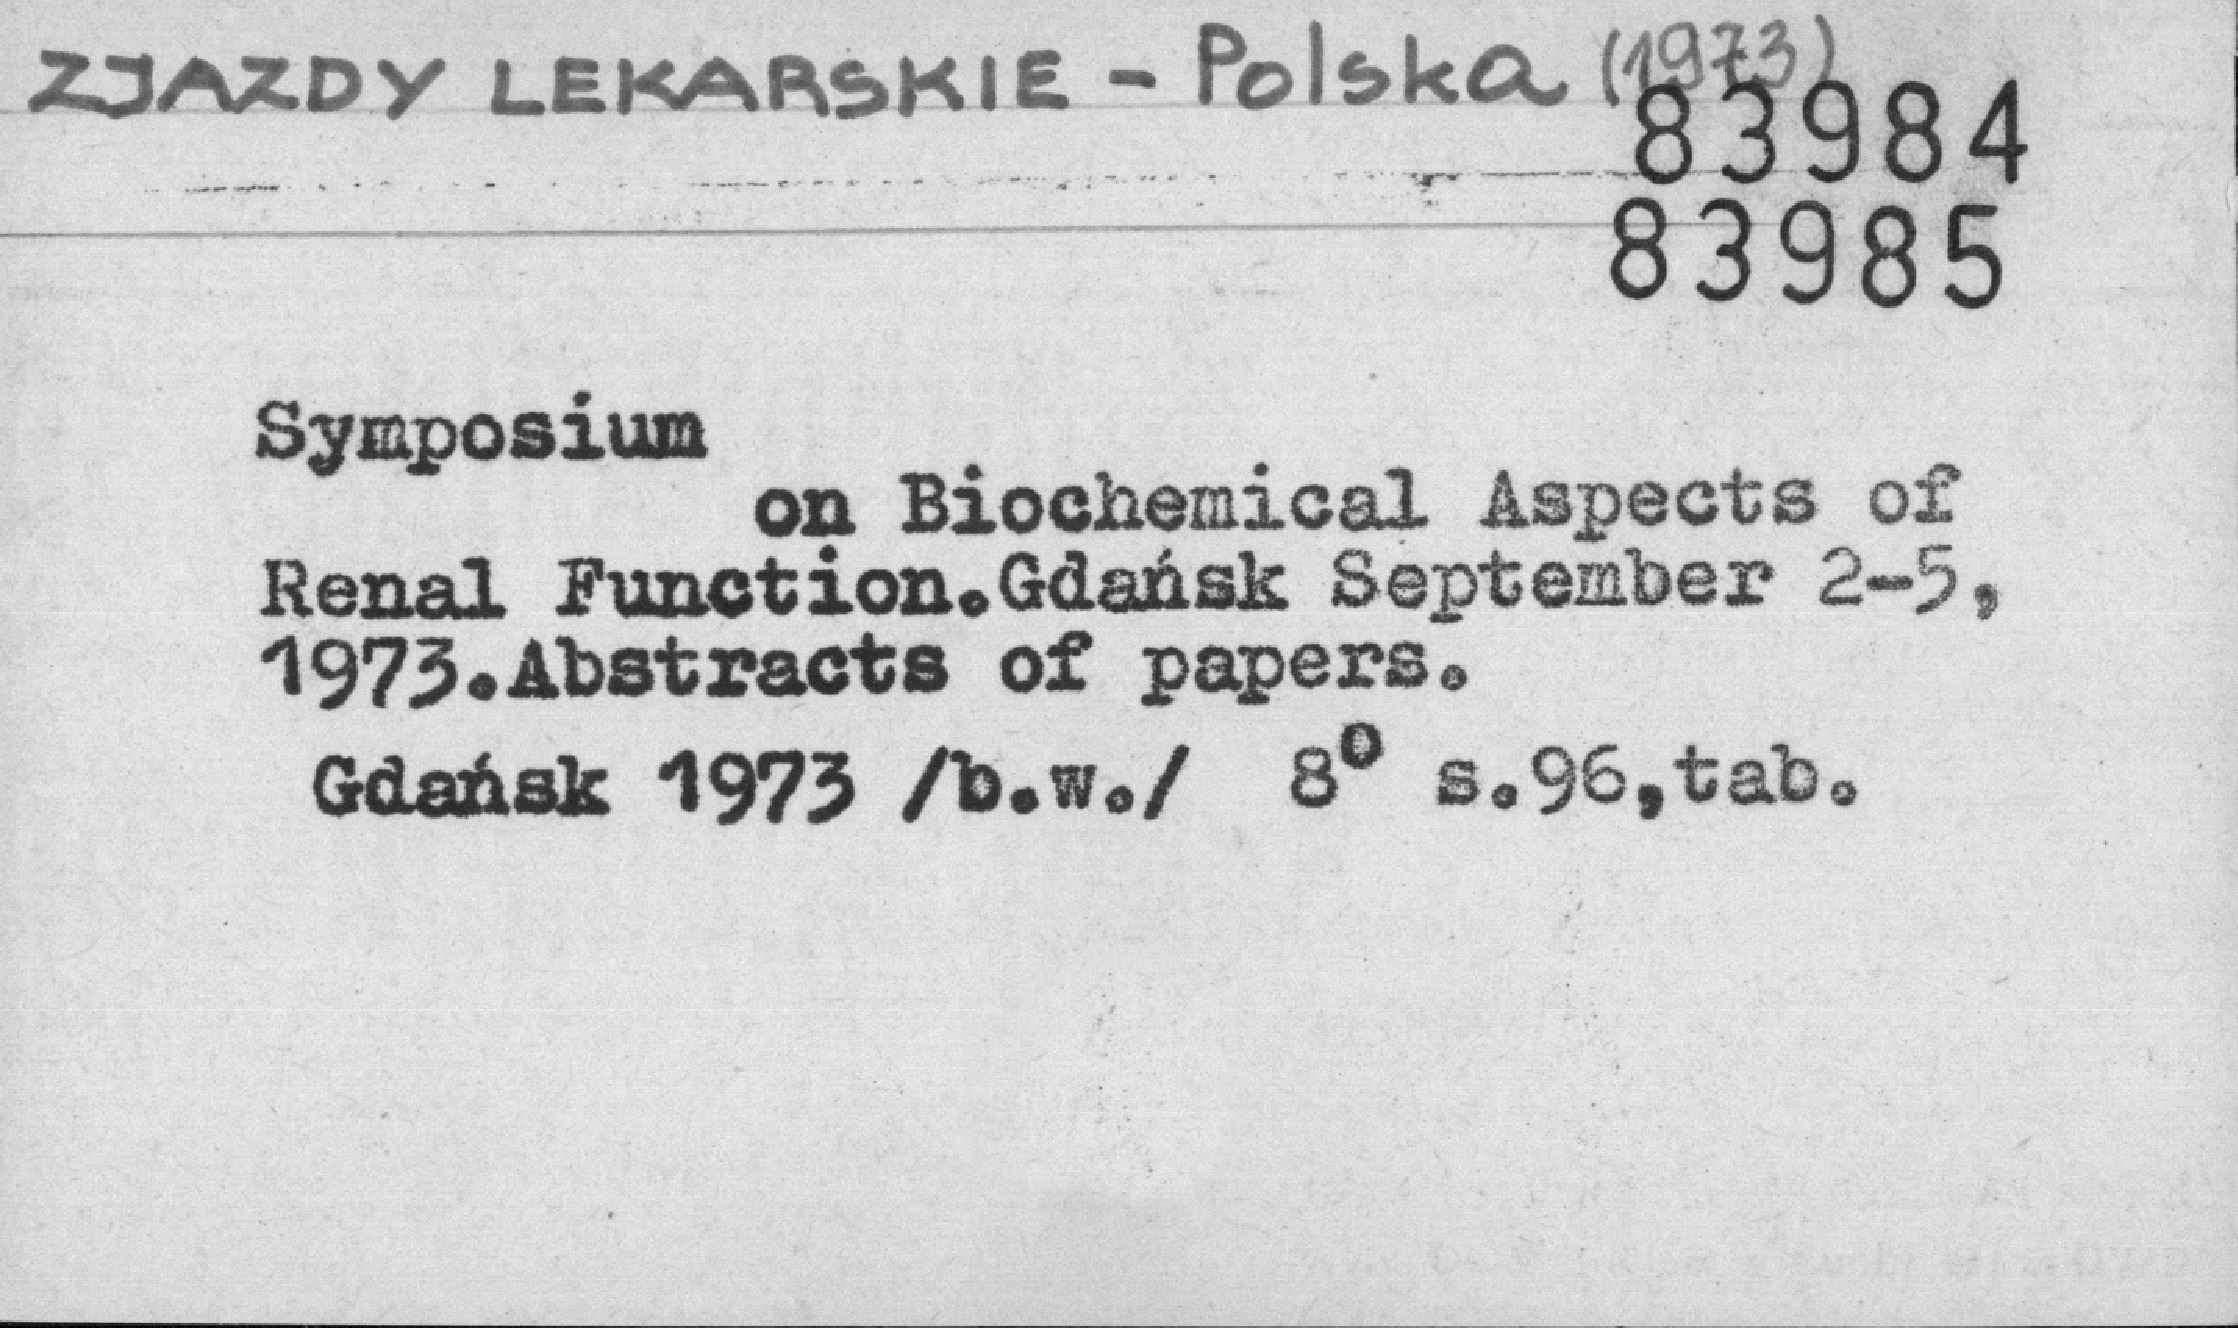 ZJAZDY LEKARSKIE - Polska (1973)
83984
83985
Symposium
on Biochemical Aspects of
Renal Function.Gdańsk September 2-5,
1973.Abstracts of papers.
Gdańsk 1973 /b.w./ 8° s.96,tab.